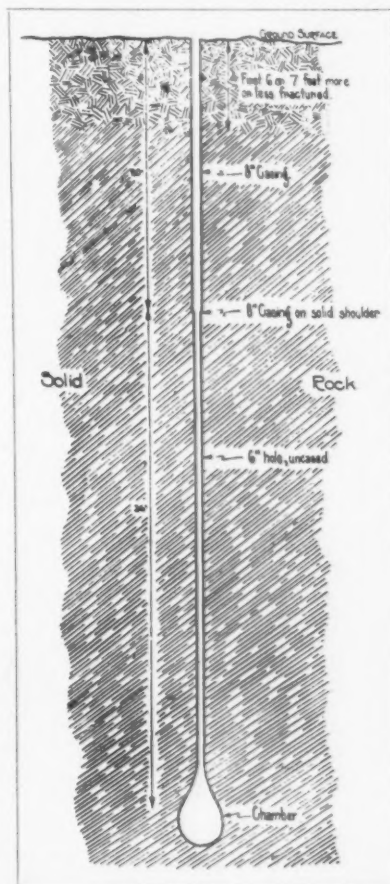 GROUND SURFACE
First 6 or 7 feet more
or less fractured.
8" Casing
8" Casing on solid shoulder
Solid
Rock
6" hole, uncased
Chamber